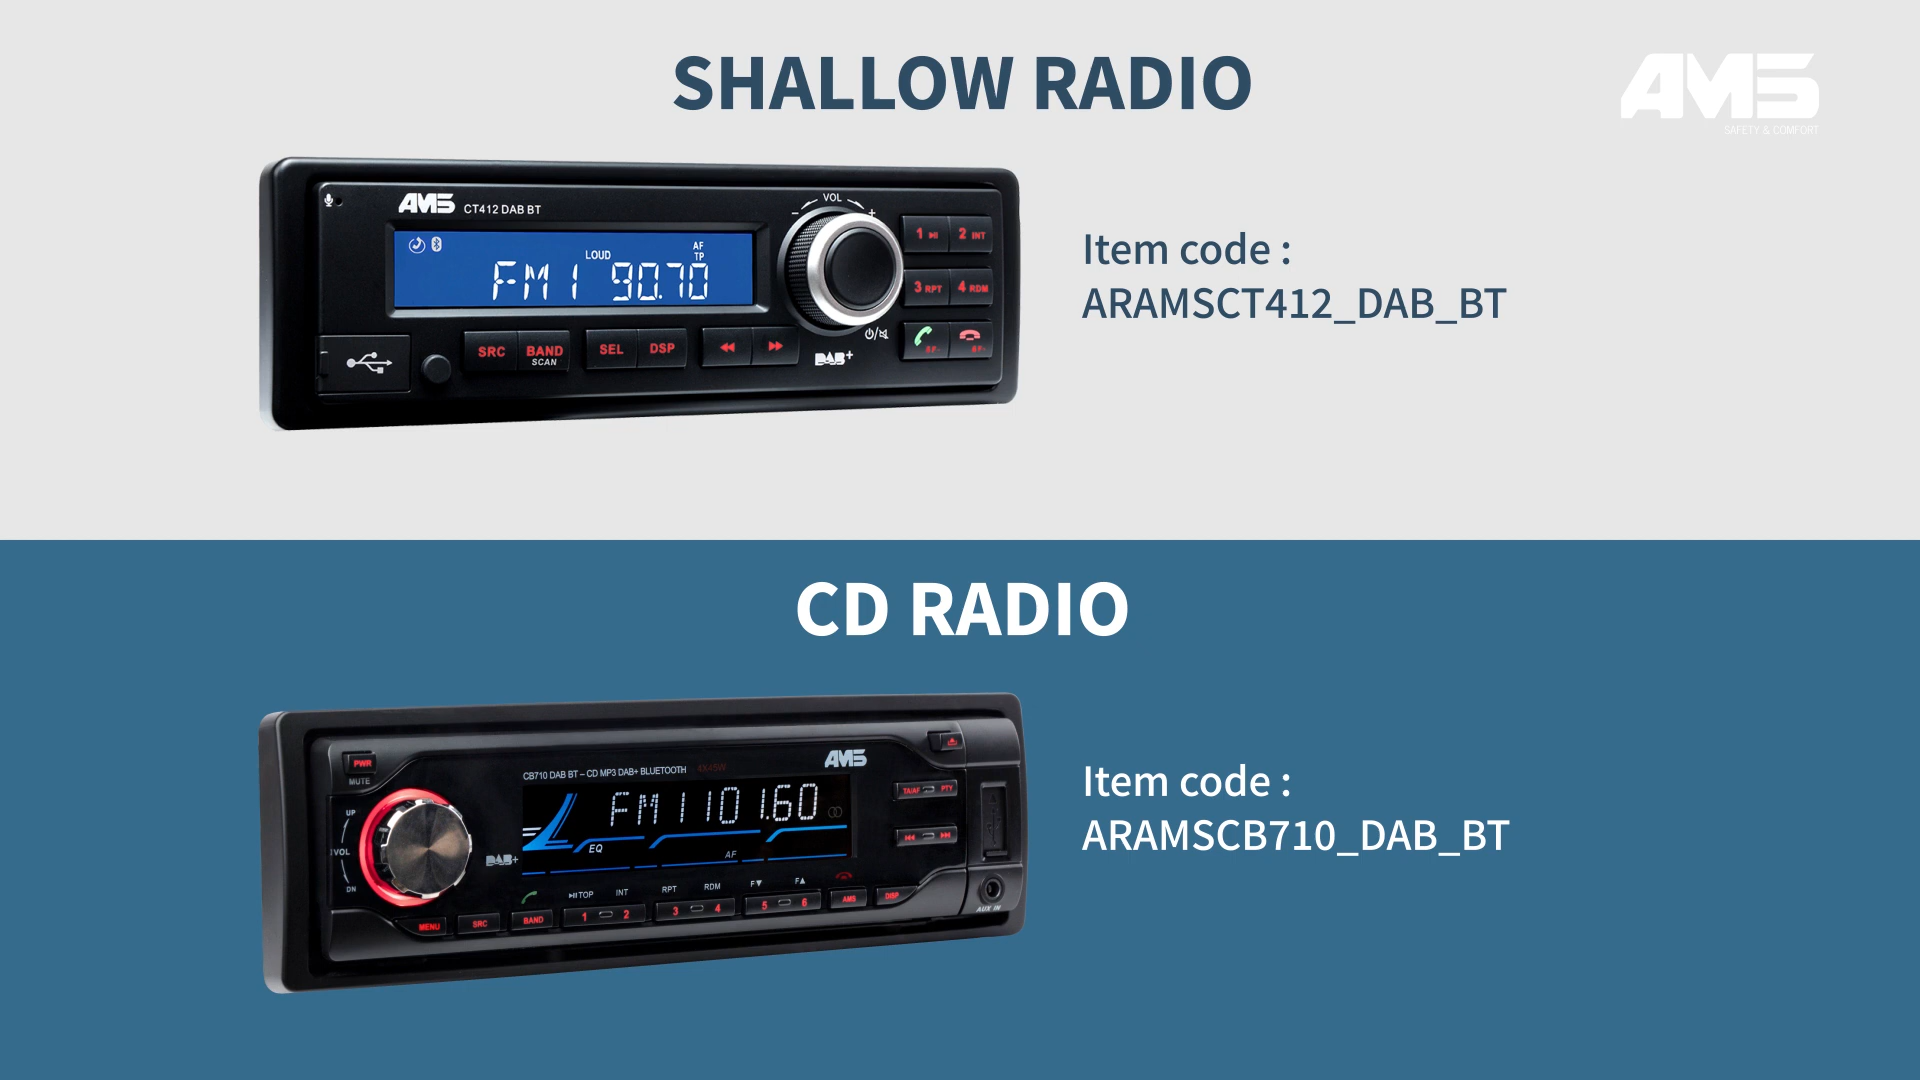 SHALLOW RADIO
AMS
SAFETY & COMFORT
AMS CT412 DAB BT
VOL
- +
LOUD
AF
TP
FM1 90.70
1 2 INT
3 RPT 4 RDM
SRC BAND SEL DSP
SCAN
DAB+
Item code :
ARAMSCT412_DAB_BT
CD RADIO
AMS
CB710 DAB BT – CD MP3 DAB+ BLUETOOTH 4X45W
PWR
MUTE
UP
VOL
DN
FM1 101.60
EQ
AF
DAB+
TA/AF PTY
TOP INT RPT RDM F▼ F▲
MENU SRC BAND 1 2 3 4 5 6 AMS DISP
AUX IN
Item code :
ARAMSCB710_DAB_BT